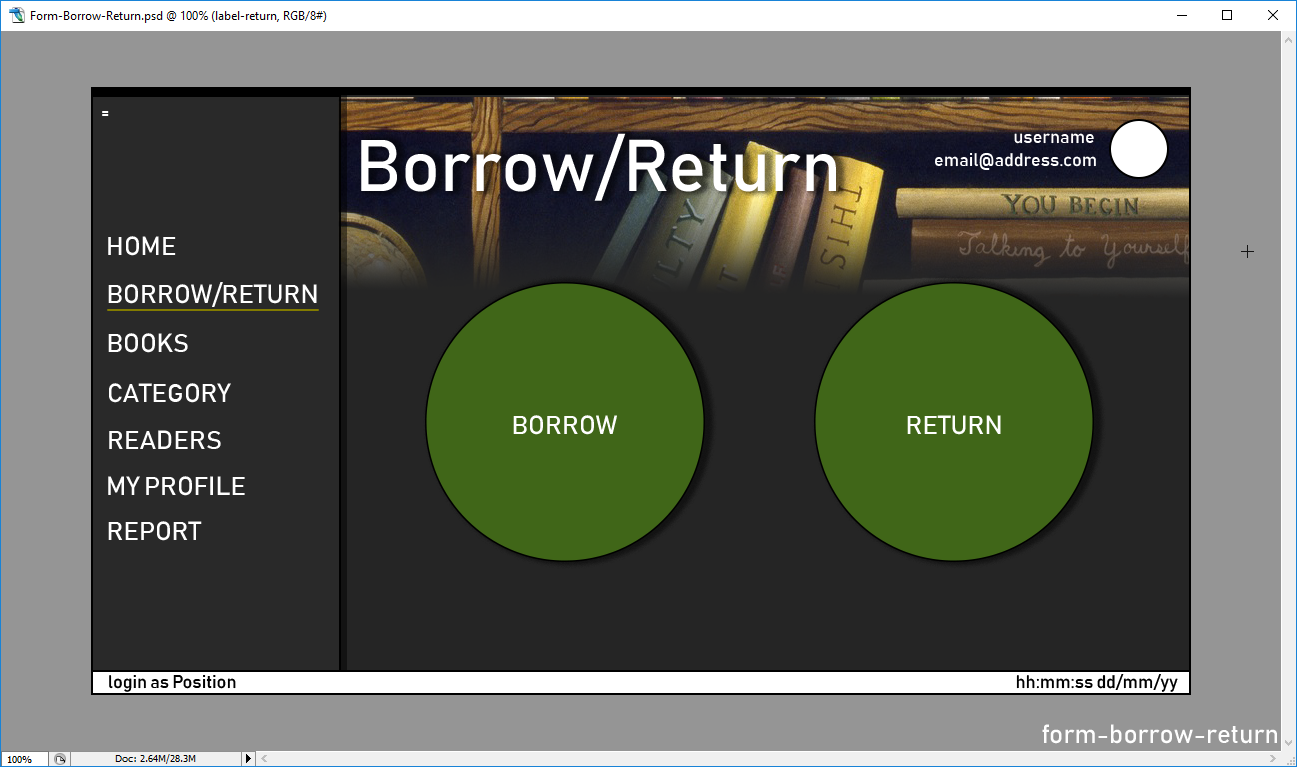 Form-Borrow-Return.psd @ 100% (label-return, RGB/8#)
=
Borrow/Return
username
email@address.com
THIS
YOU BEGIN
Talking to Yourself
HOME
BORROW/RETURN
BOOKS
CATEGORY
READERS
MY PROFILE
REPORT
BORROW
RETURN
login as Position
hh:mm:ss dd/mm/yy
form-borrow-return
100%
Doc: 2.64M/28.3M